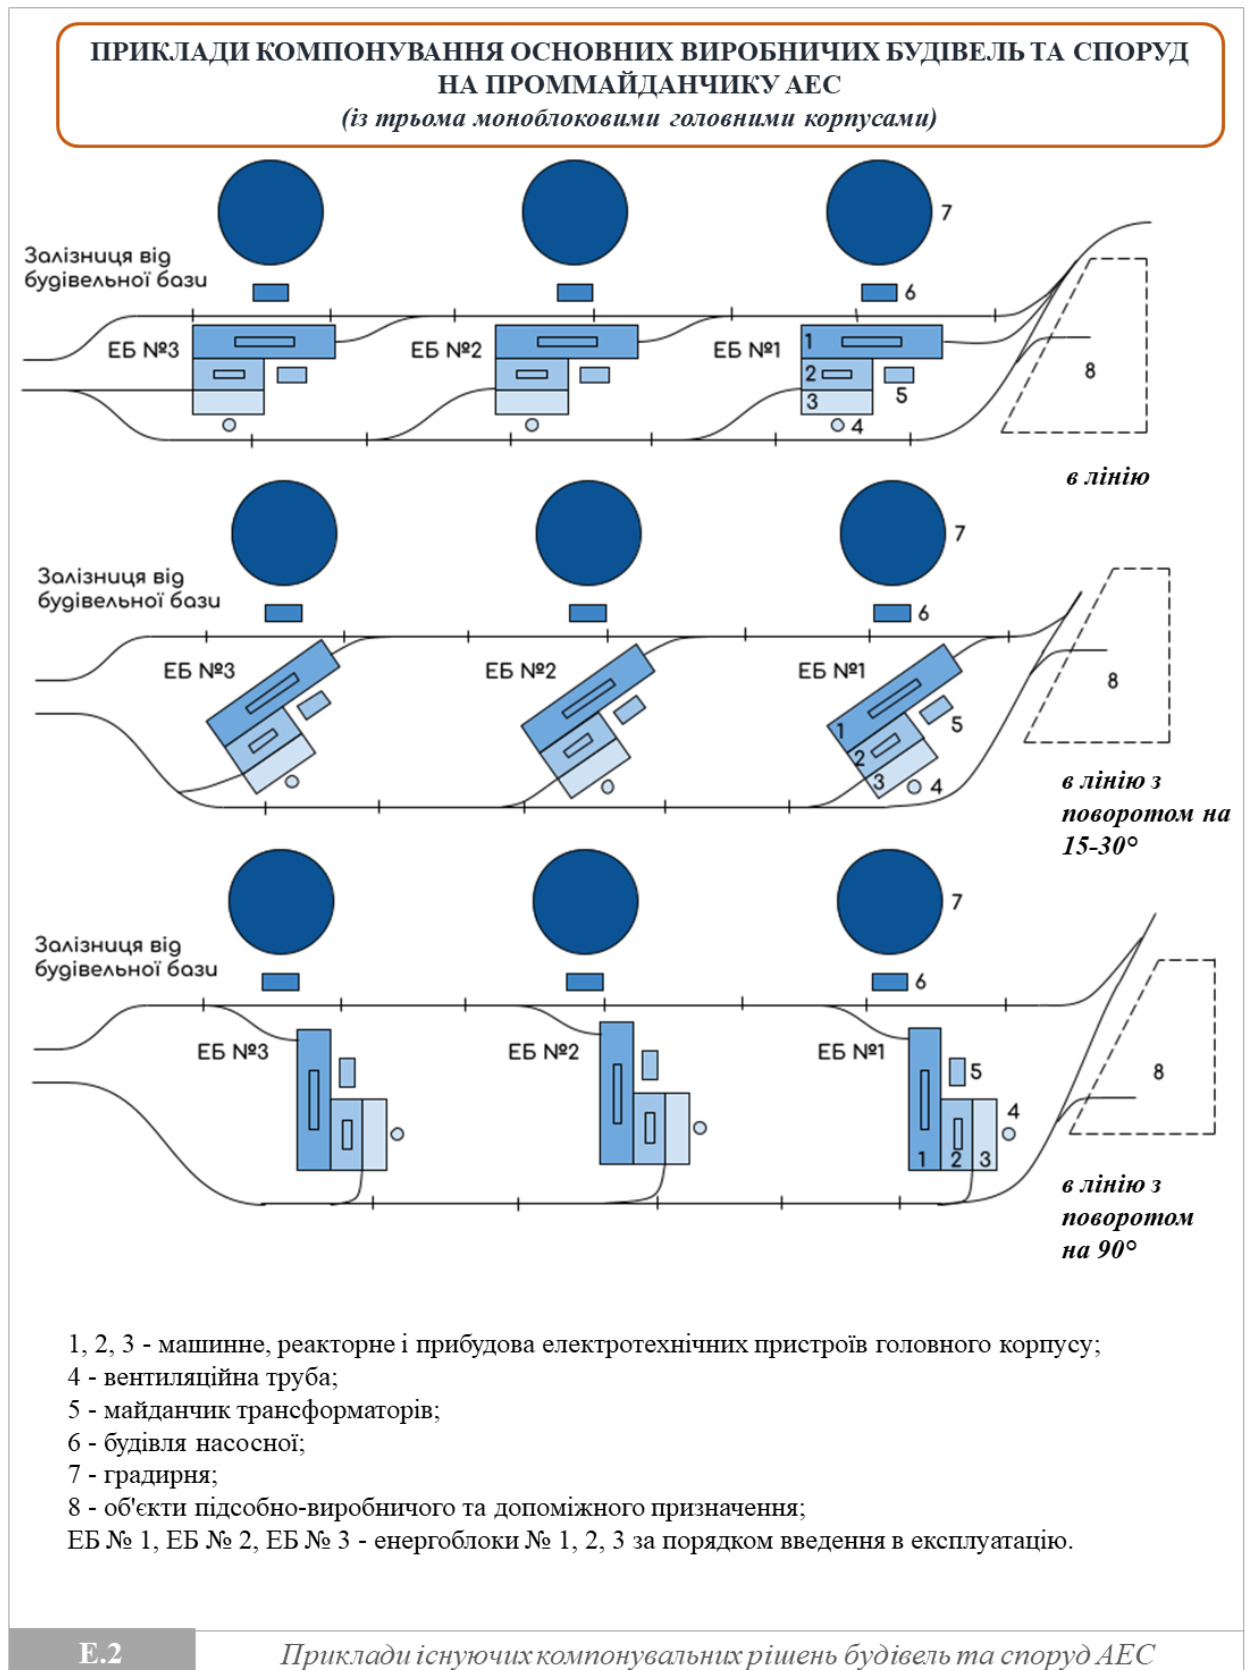 ПРИКЛАДИ КОМПОНУВАННЯ ОСНОВНИХ ВИРОБНИЧИХ БУДІВЕЛЬ ТА СПОРУД
НА ПРОММАЙДАНЧИКУ АЕС
(із трьома моноблоковими головними корпусами)
7
Залізниця від
будівельної бази
6
ЕБ №3
ЕБ №2
ЕБ №1
1
2
3
5
4
8
в лінію
7
Залізниця від
будівельної бази
6
ЕБ №3
ЕБ №2
ЕБ №1
1
2
3
5
4
8
в лінію з
поворотом на
15-30°
7
Залізниця від
будівельної бази
6
ЕБ №3
ЕБ №2
ЕБ №1
5
4
1 2 3
8
в лінію з
поворотом
на 90°
1, 2, 3 - машинне, реакторне і прибудова електротехнічних пристроїв головного корпусу;
4 - вентиляційна труба;
5 - майданчик трансформаторів;
6 - будівля насосної;
7 - градирня;
8 - об'єкти підсобно-виробничого та допоміжного призначення;
ЕБ № 1, ЕБ № 2, ЕБ № 3 - енергоблоки № 1, 2, 3 за порядком введення в експлуатацію.
Е.2
Приклади існуючих компонувальних рішень будівель та споруд АЕС